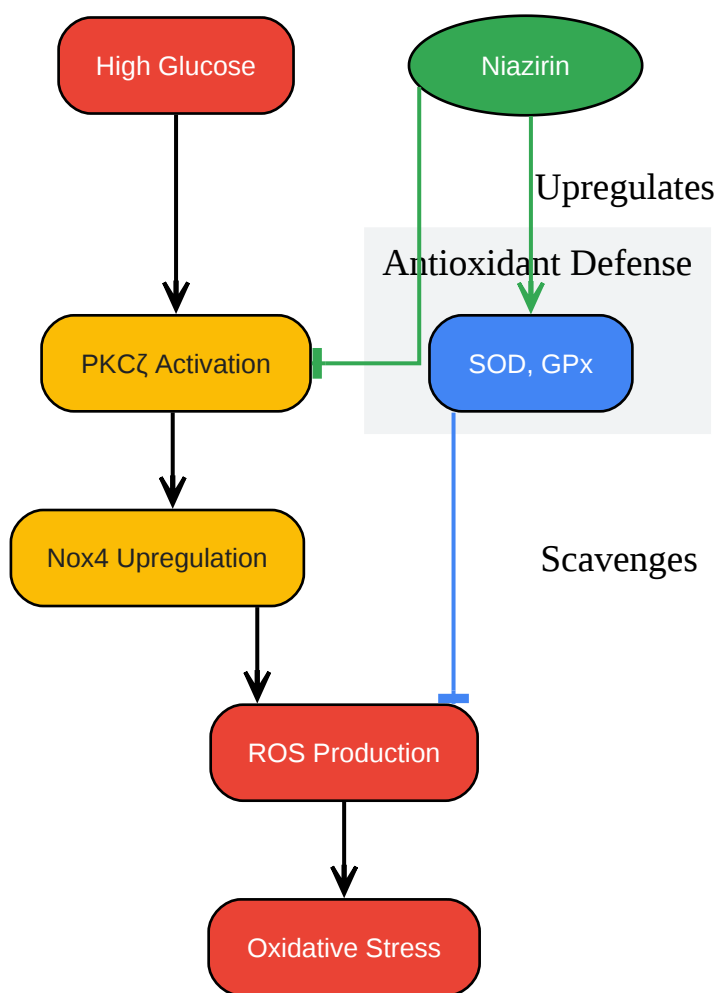 High Glucose
Niazirin
Upregulates
Antioxidant Defense
PKCζ Activation
SOD, GPx
Nox4 Upregulation
Scavenges
ROS Production
Oxidative Stress